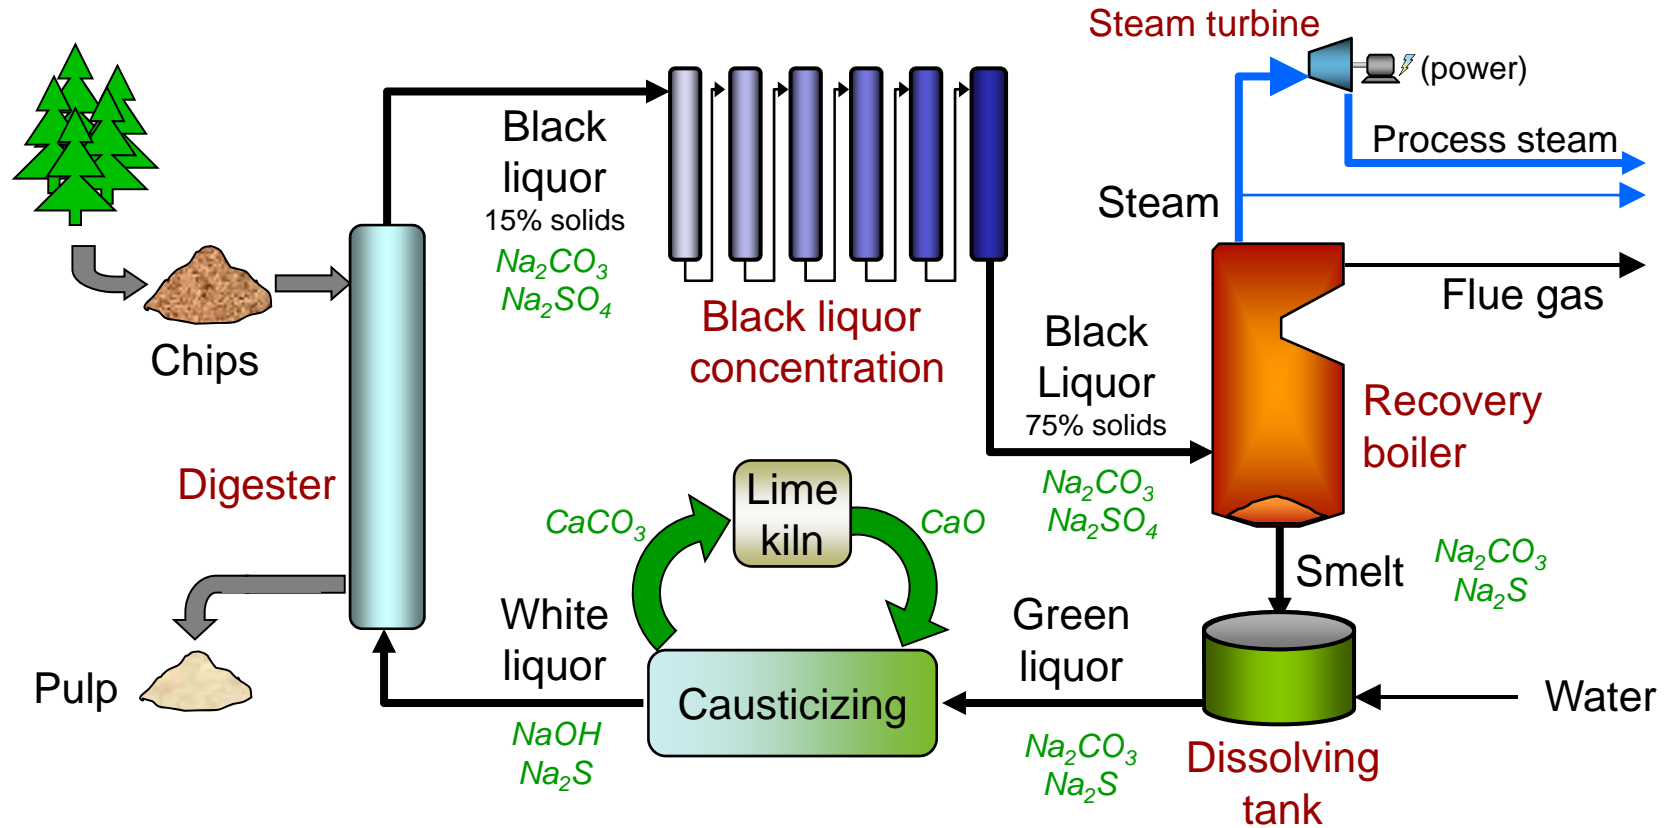 Steam turbine
(power)
Process steam
Steam
Flue gas
Black
liquor
15% solids
Na₂CO₃
Na₂SO₄
Black liquor
concentration
Chips
Black
Liquor
75% solids
Na₂CO₃
Na₂SO₄
Recovery
boiler
Digester
Lime
kiln
CaCO₃
CaO
Smelt
Na₂CO₃
Na₂S
White
liquor
NaOH
Na₂S
Causticizing
Green
liquor
Na₂CO₃
Na₂S
Pulp
Water
Dissolving
tank